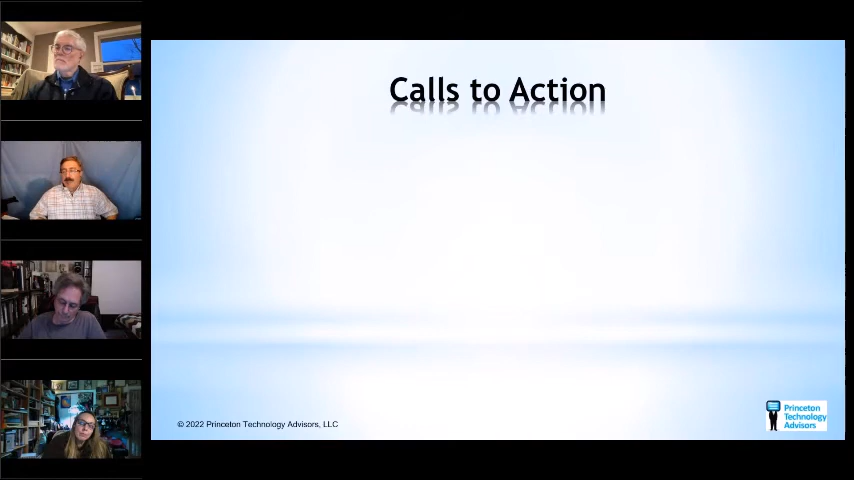 Calls to Action
© 2022 Princeton Technology Advisors, LLC
Princeton
Technology
Advisors